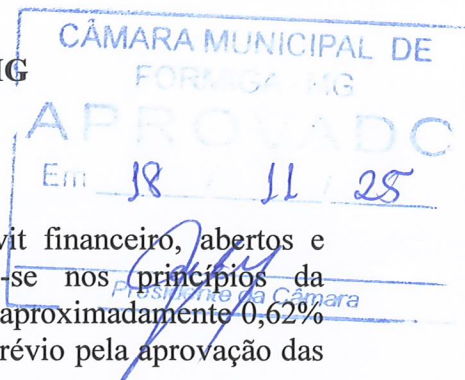 CÂMARA MUNICIPAL DE
FORMIGA - MG
IG
APROVADO
Em 18 / 11 / 25
vit financeiro, abertos e
-se nos princípios da
Presidente da Câmara
aproximadamente 0,62%
révio pela aprovação das